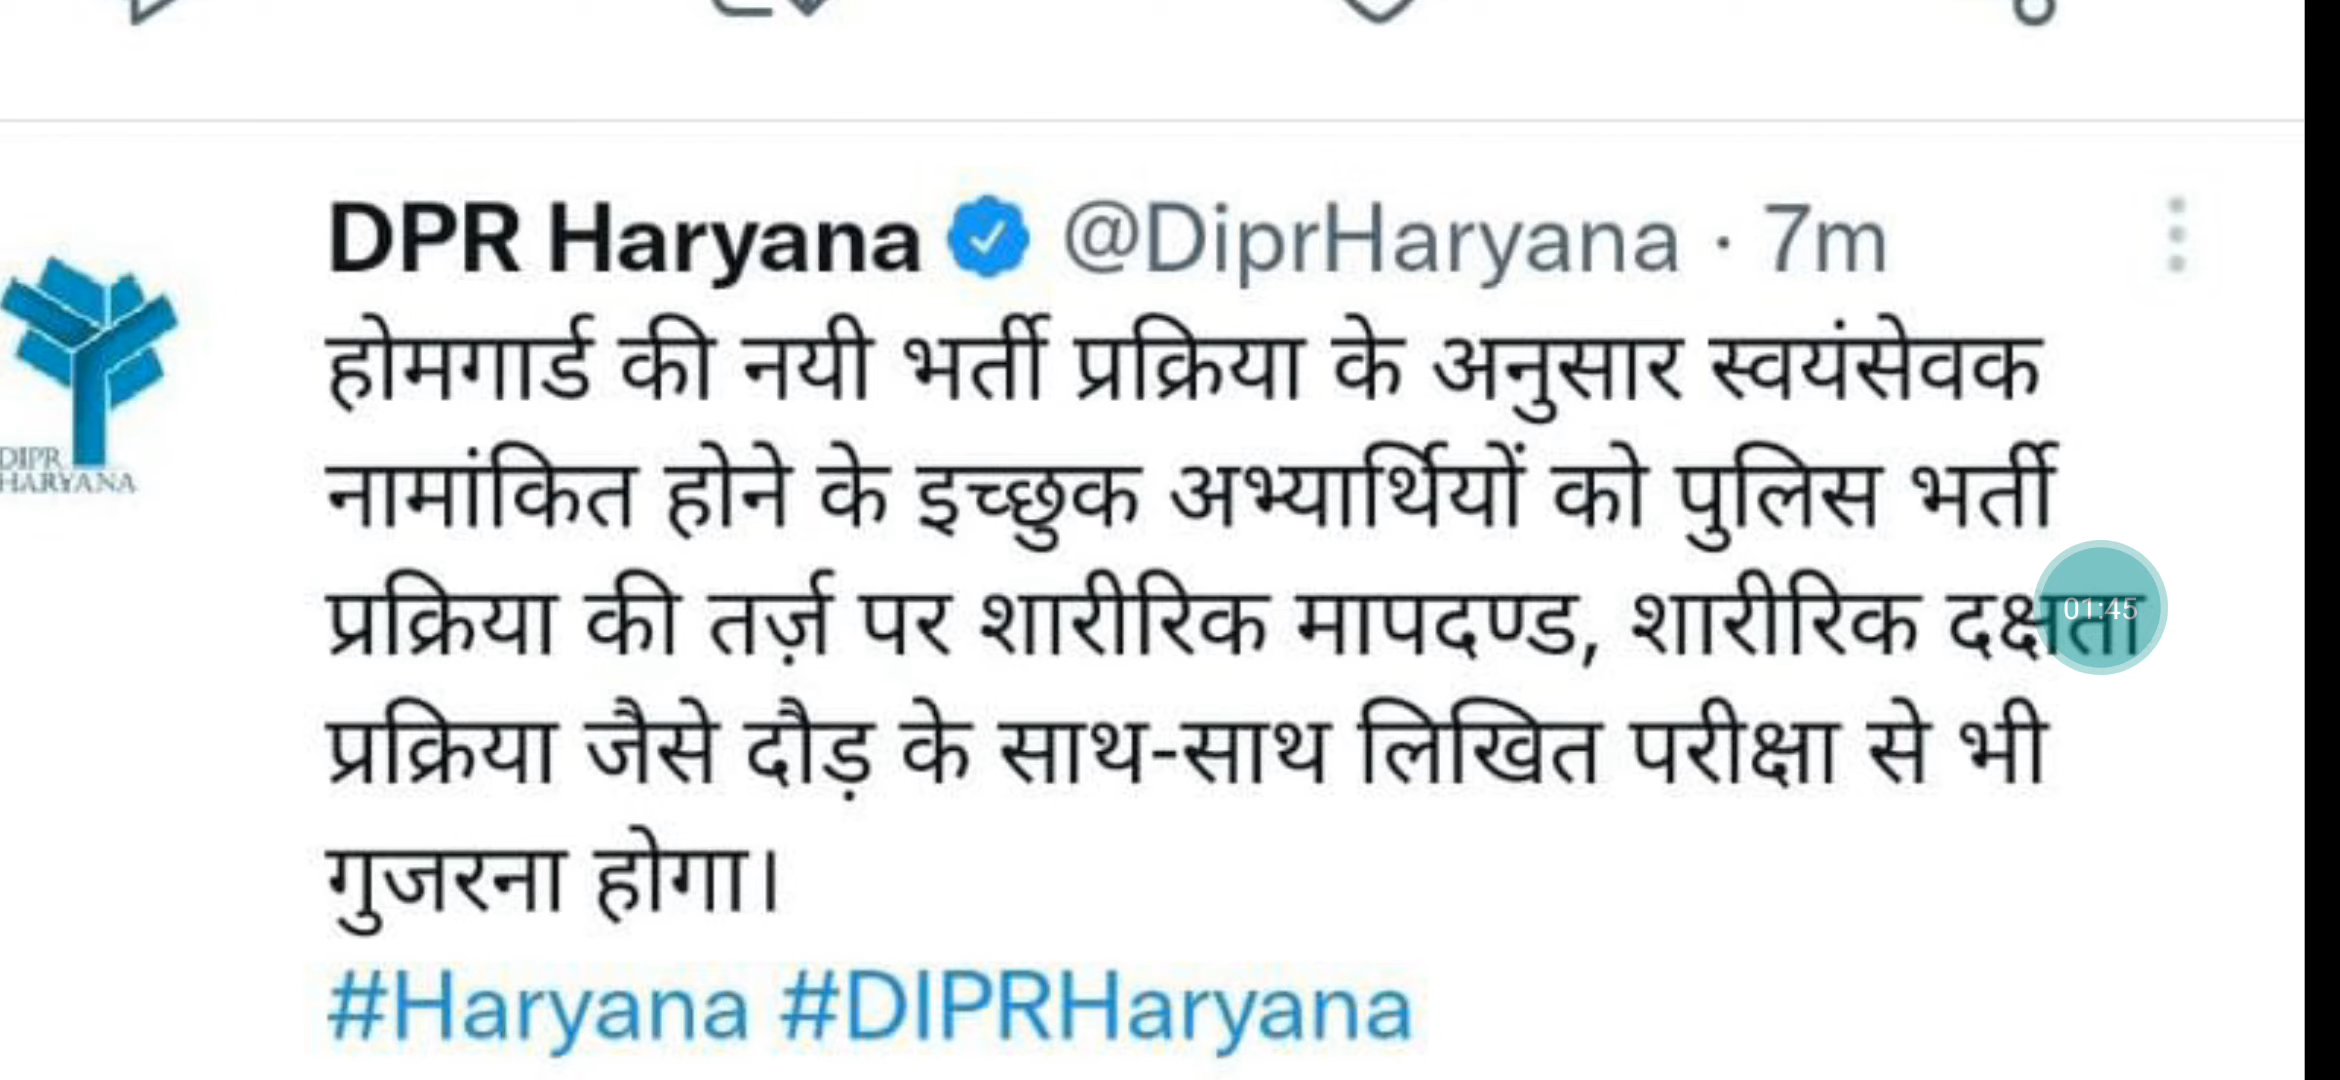 DPR Haryana @DiprHaryana · 7m
होमगार्ड की नयी भर्ती प्रक्रिया के अनुसार स्वयंसेवक
नामांकित होने के इच्छुक अभ्यार्थियों को पुलिस भर्ती
प्रक्रिया की तर्ज़ पर शारीरिक मापदण्ड, शारीरिक दक्षता
01:45
प्रक्रिया जैसे दौड़ के साथ-साथ लिखित परीक्षा से भी
गुजरना होगा।
#Haryana #DIPRHaryana
DIPR
HARYANA